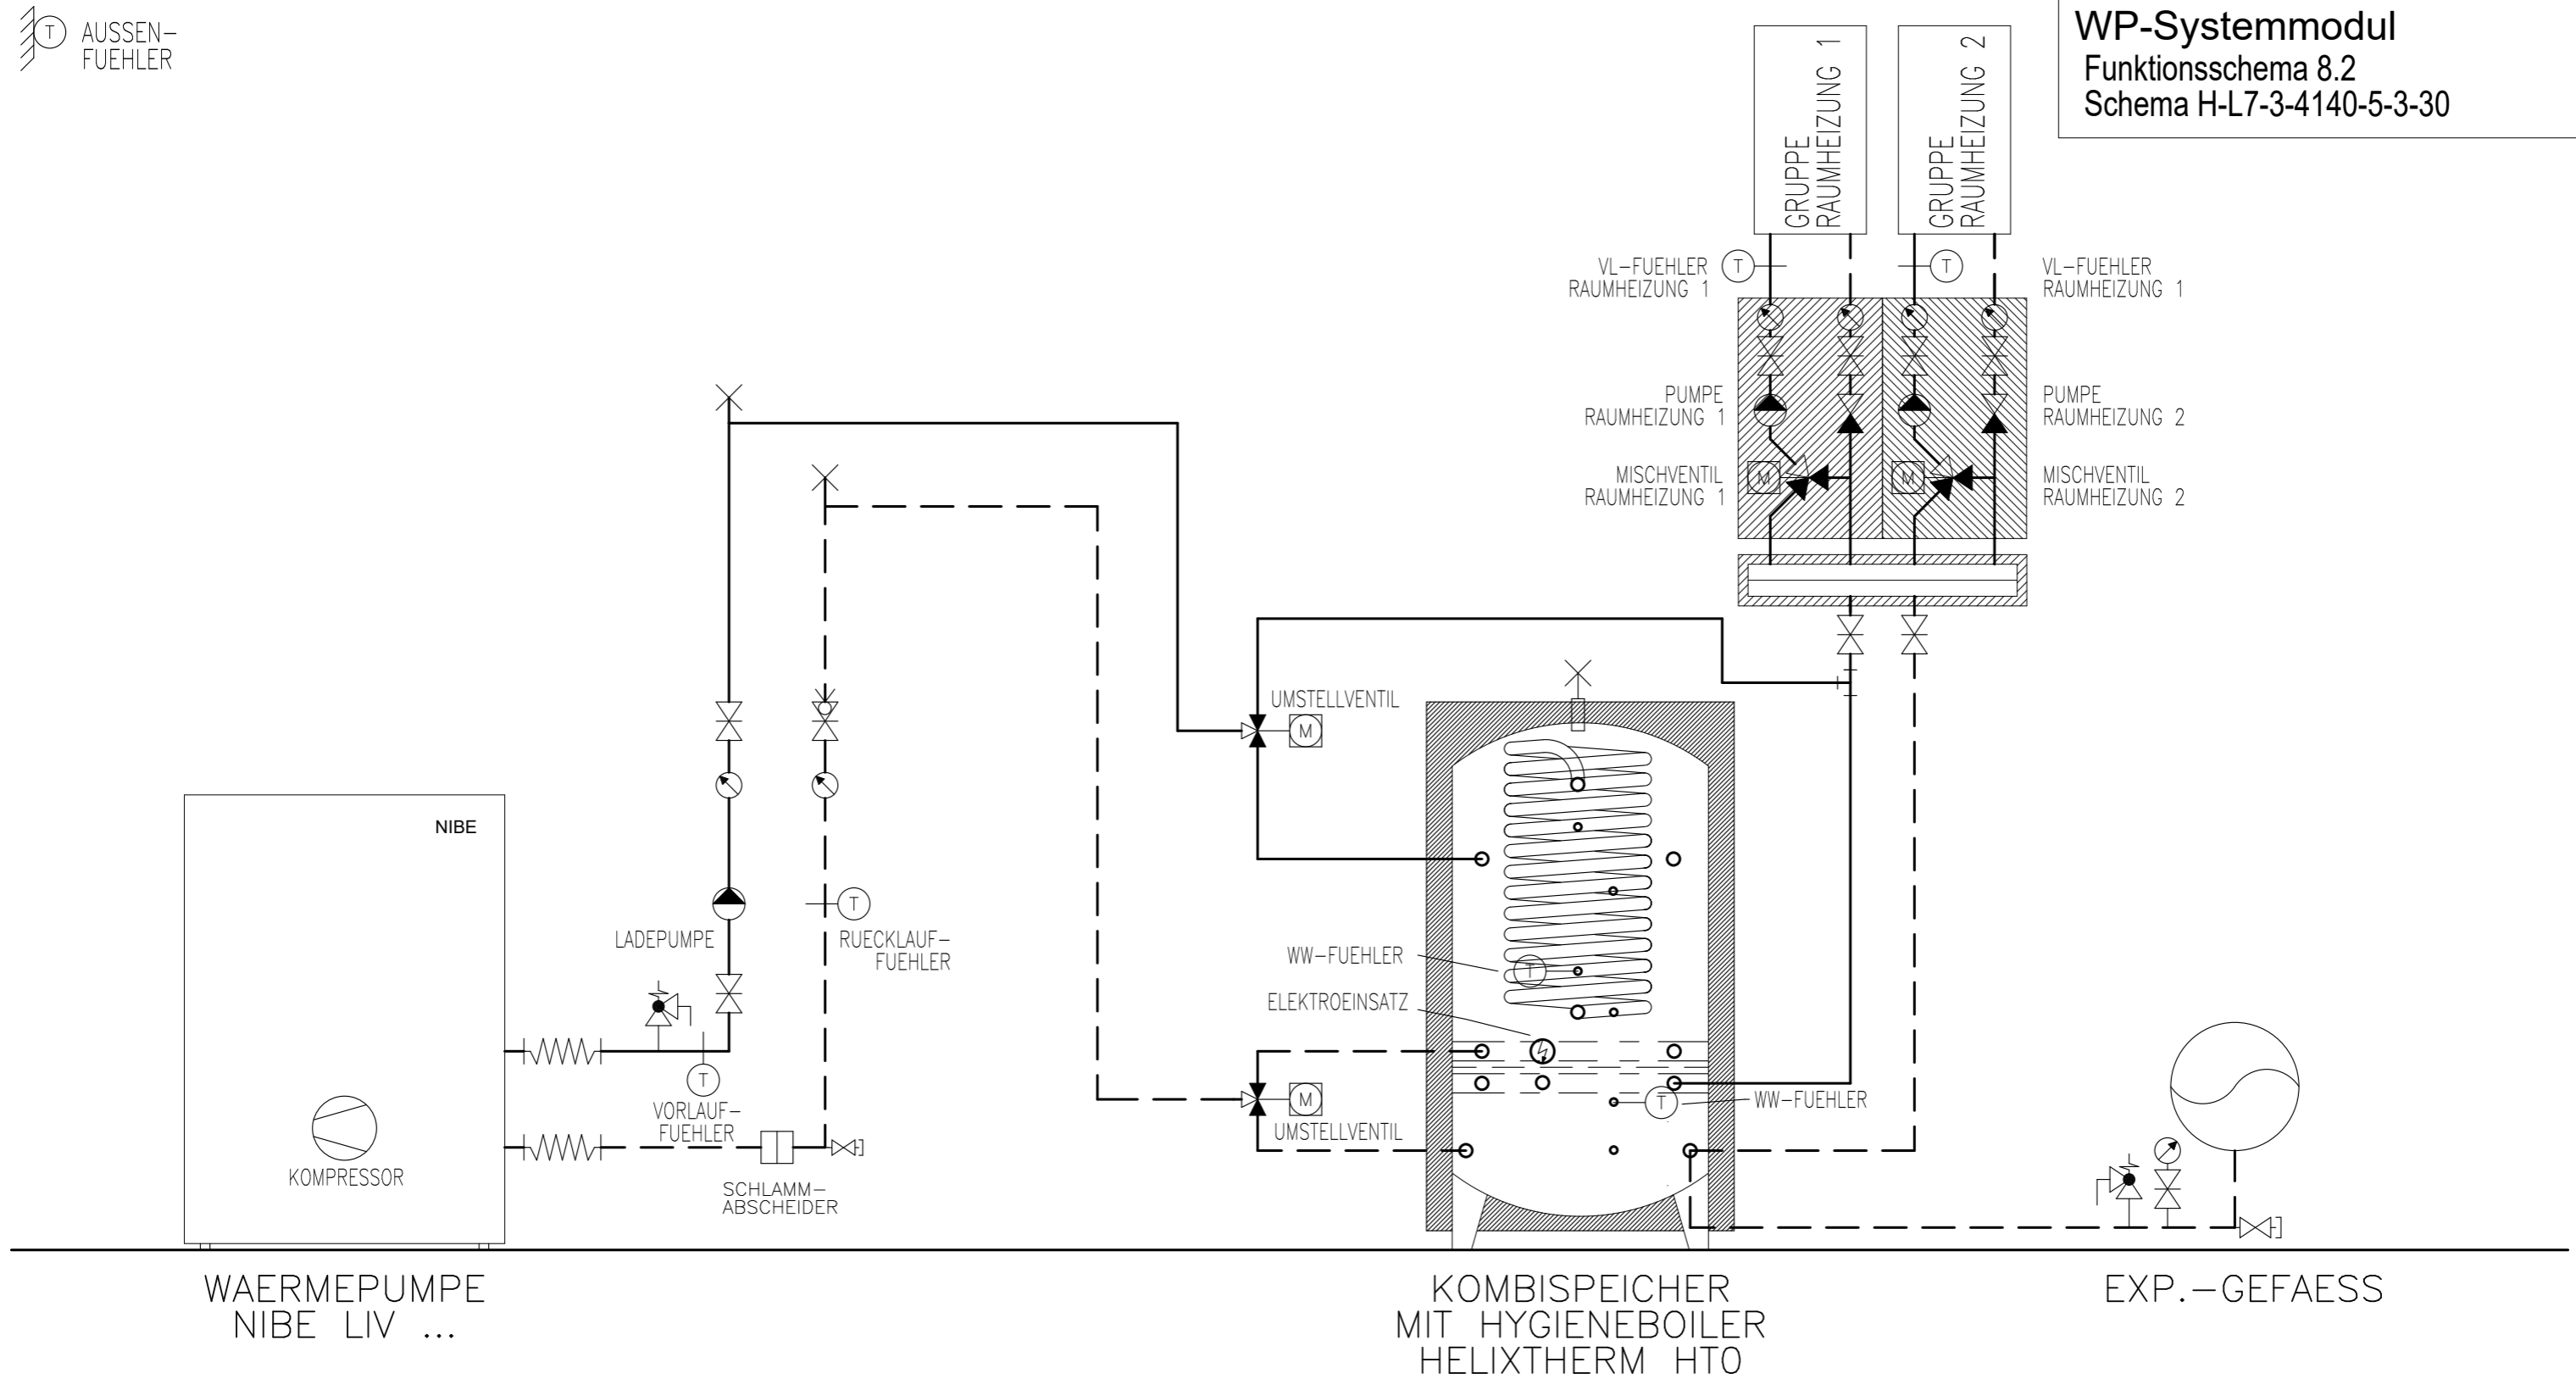 T
AUSSEN-
FUEHLER
WP-Systemmodul
Funktionsschema 8.2
Schema H-L7-3-4140-5-3-30
GRUPPE
RAUMHEIZUNG 1
GRUPPE
RAUMHEIZUNG 2
VL-FUEHLER
RAUMHEIZUNG 1
T
T
VL-FUEHLER
RAUMHEIZUNG 1
PUMPE
RAUMHEIZUNG 1
PUMPE
RAUMHEIZUNG 2
MISCHVENTIL
RAUMHEIZUNG 1
M
M
MISCHVENTIL
RAUMHEIZUNG 2
UMSTELLVENTIL
M
NIBE
LADEPUMPE
T
RUECKLAUF-
FUEHLER
WW-FUEHLER
T
ELEKTROEINSATZ
T
VORLAUF-
FUEHLER
M
UMSTELLVENTIL
T
WW-FUEHLER
KOMPRESSOR
SCHLAMM-
ABSCHEIDER
WAERMEPUMPE
NIBE LIV ...
KOMBISPEICHER
MIT HYGIENEBOILER
HELIXTHERM HTO
EXP.-GEFAESS